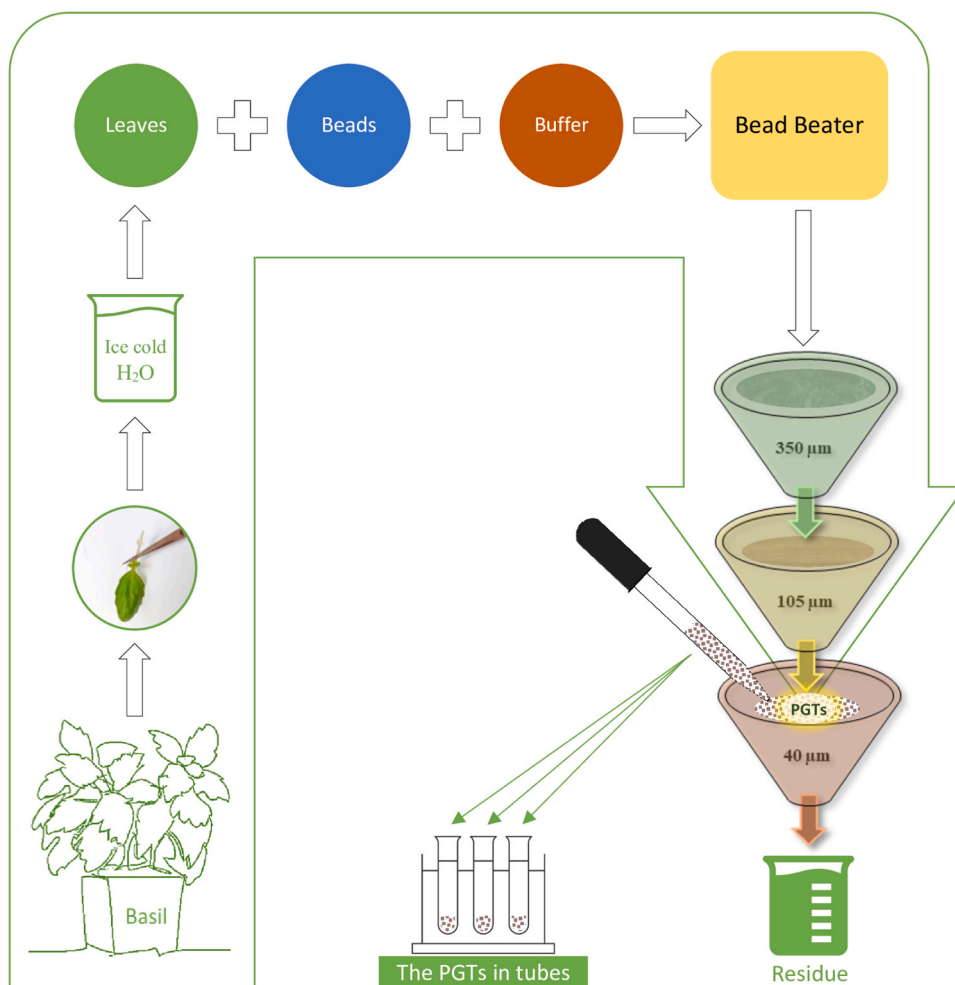 Leaves
Beads
Buffer
Bead Beater
Ice cold
H₂O
350 µm
105 µm
PGTs
40 µm
Basil
The PGTs in tubes
Residue